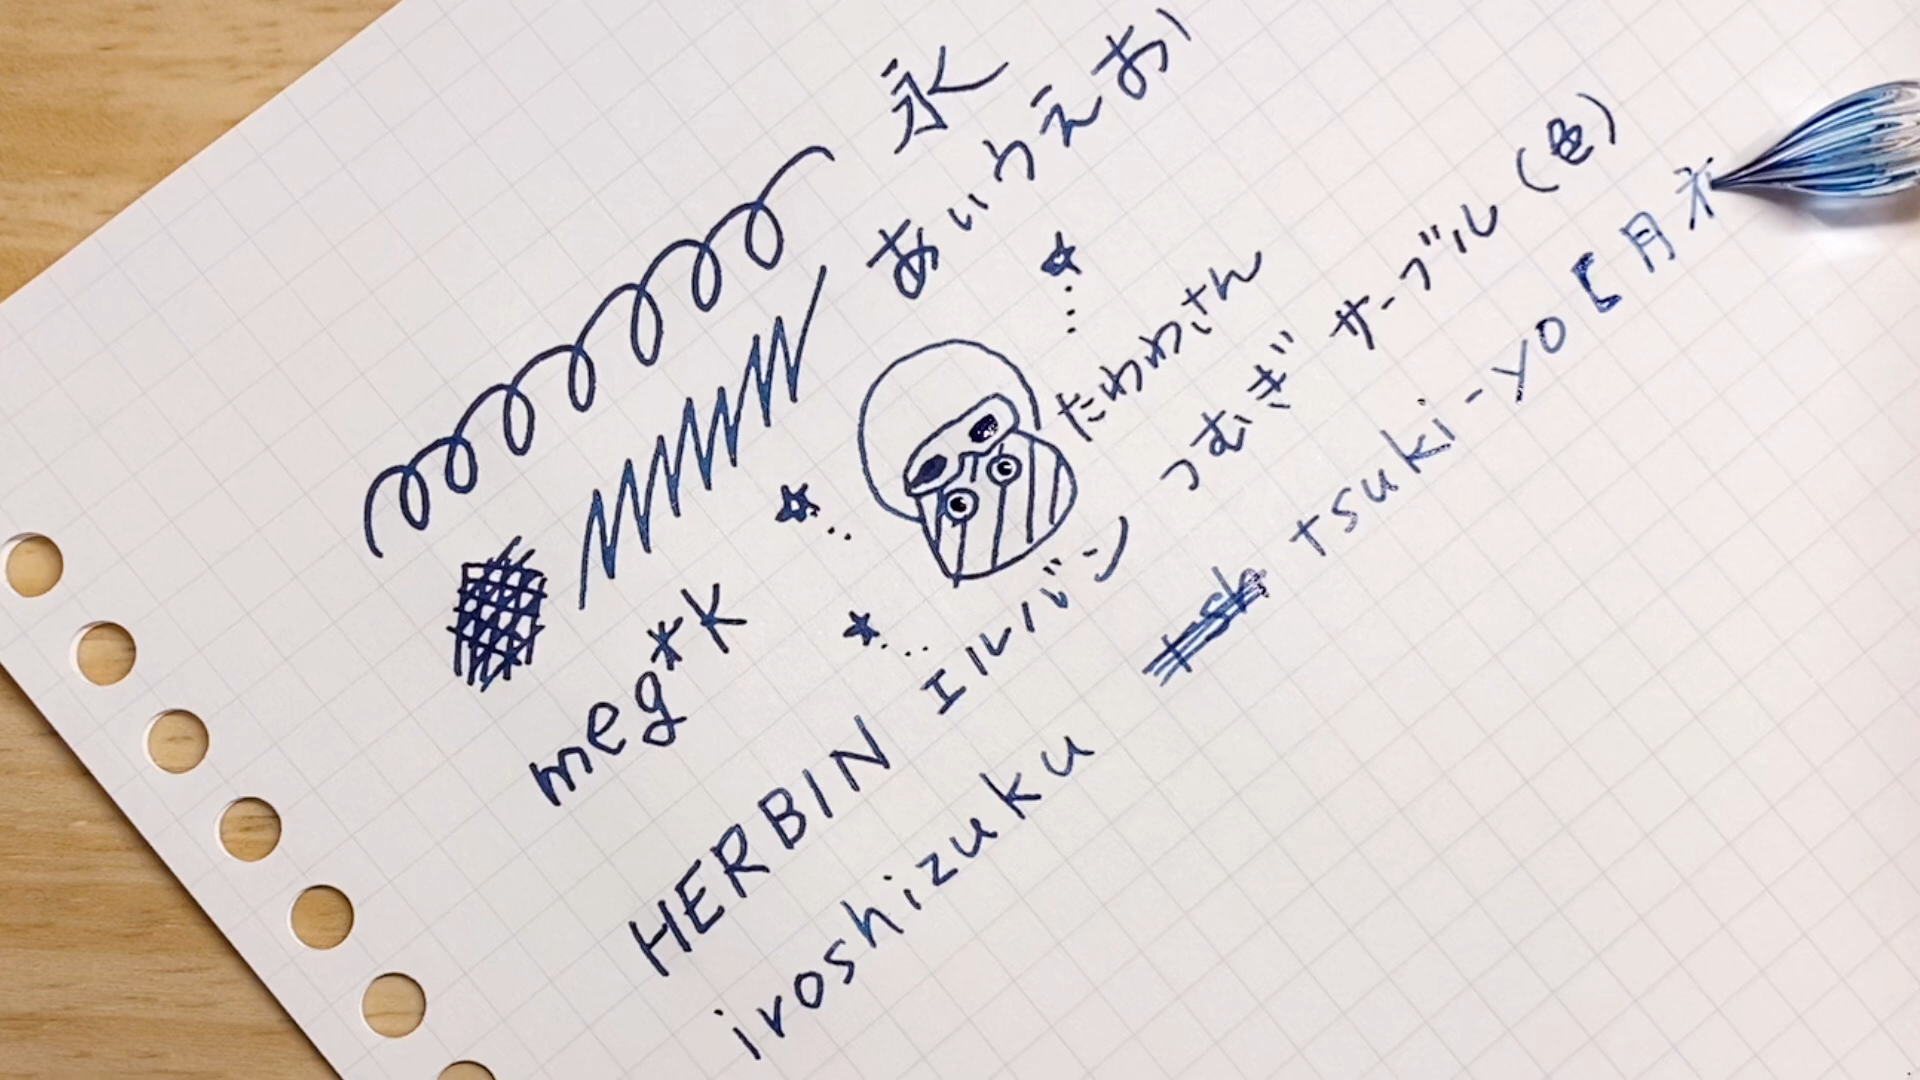 永
あいうえお
たわわさん
meg*K
HERBIN エルバン つむぎ サーブル (色)
iroshizuku tsuki-yo【月